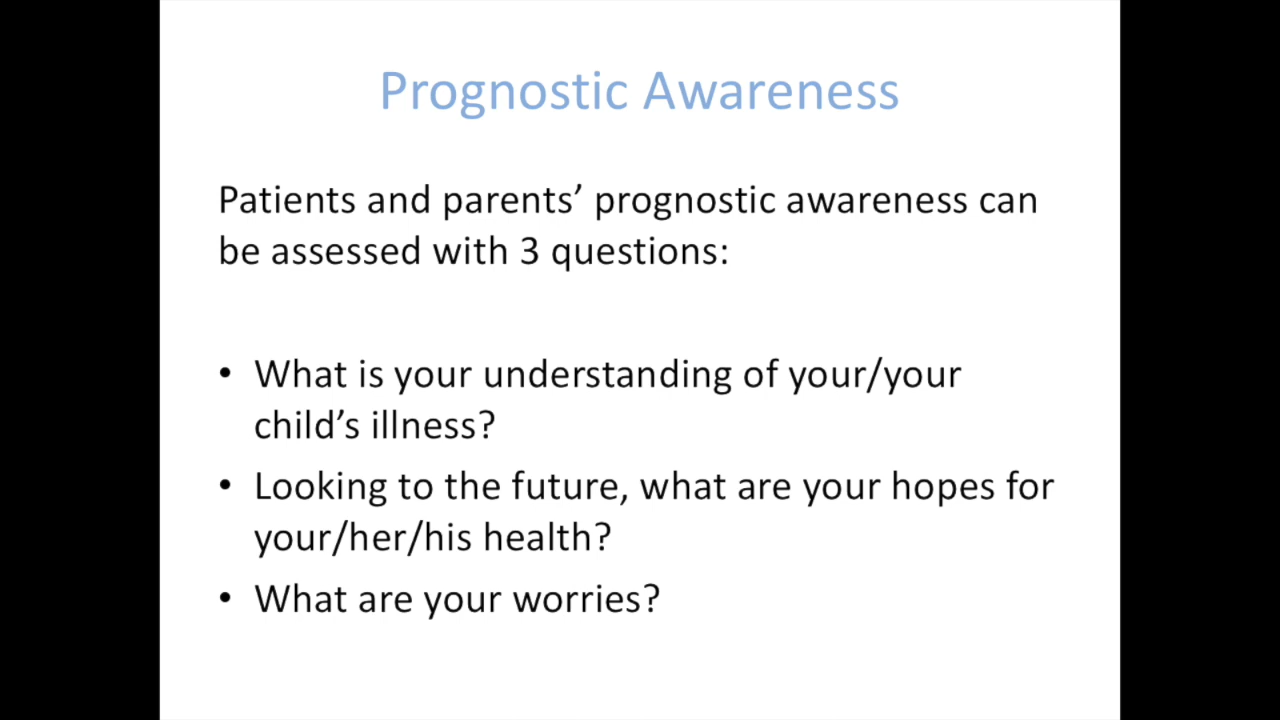 Prognostic Awareness
Patients and parents’ prognostic awareness can
be assessed with 3 questions:
• What is your understanding of your/your
child’s illness?
• Looking to the future, what are your hopes for
your/her/his health?
• What are your worries?